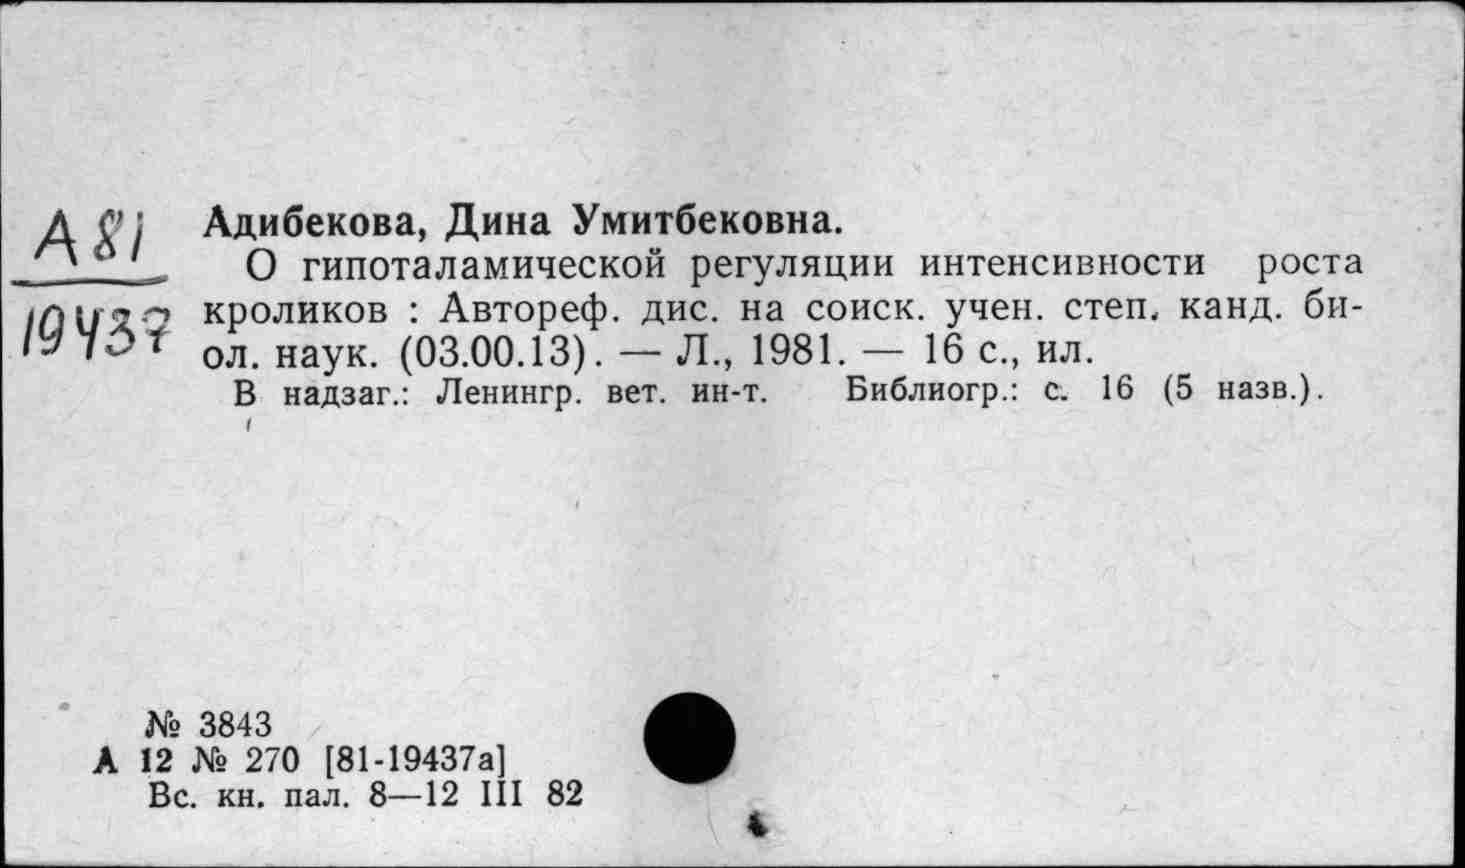 А81
19437
Адибекова, Дина Умитбековна.
О гипоталамической регуляции интенсивности роста
кроликов : Автореф. дис. на соиск. учен. степ. канд. би-
ол. наук. (03.00.13). — Л., 1981. — 16 с., ил.
В надзаг.: Ленингр. вет. ин-т. Библиогр.: с. 16 (5 назв.).
№ 3843
А 12 № 270 [81-19437а]
Вс. кн. пал. 8—12 III 82